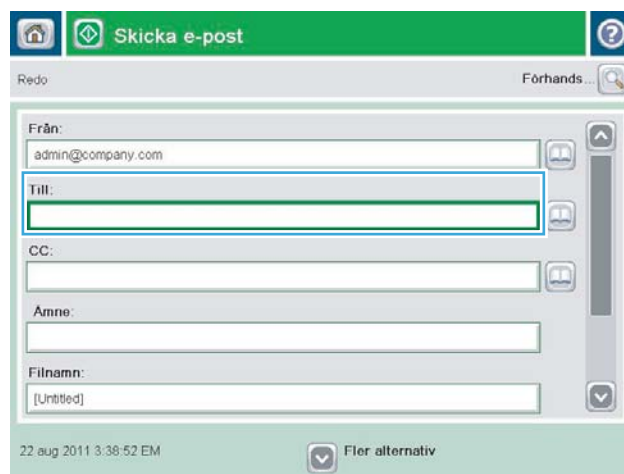 Skicka e-post
Redo
Förhands...
Från:
admin@company.com
Till:
CC:
Ämne:
Filnamn:
[Untitled]
22 aug 2011 3:38:52 EM
Fler alternativ